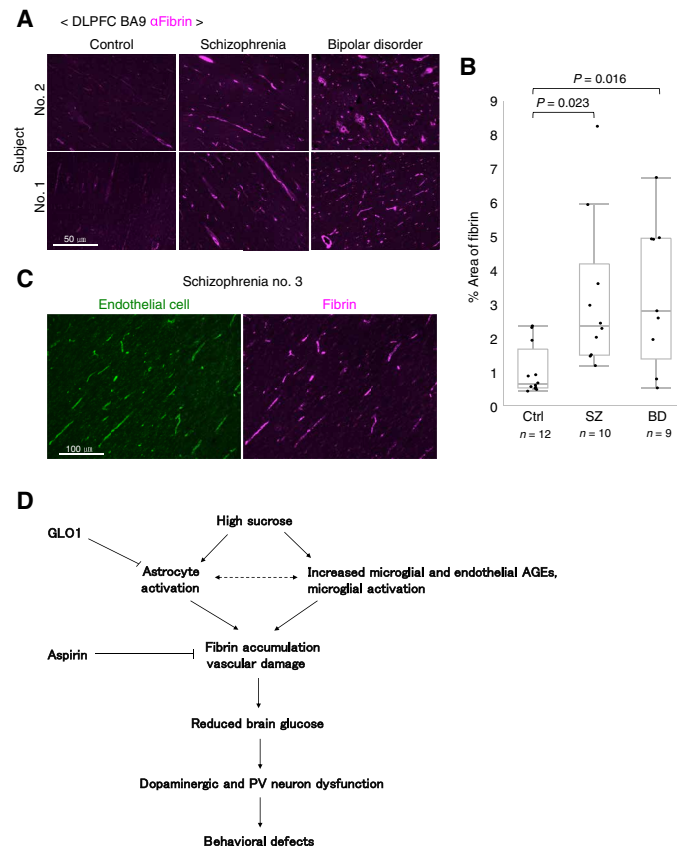 A
< DLPFC BA9 αFibrin >
Control
Schizophrenia
Bipolar disorder
Subject
No. 2
No. 1
50 ㎛
B
P = 0.016
P = 0.023
% Area of fibrin
9
8
7
6
5
4
3
2
1
0
Ctrl
SZ
BD
n = 12
n = 10
n = 9
C
Schizophrenia no. 3
Endothelial cell
Fibrin
100 ㎛
D
High sucrose
GLO1
Astrocyte
activation
Increased microglial and endothelial AGEs,
microglial activation
Aspirin
Fibrin accumulation
vascular damage
Reduced brain glucose
Dopaminergic and PV neuron dysfunction
Behavioral defects